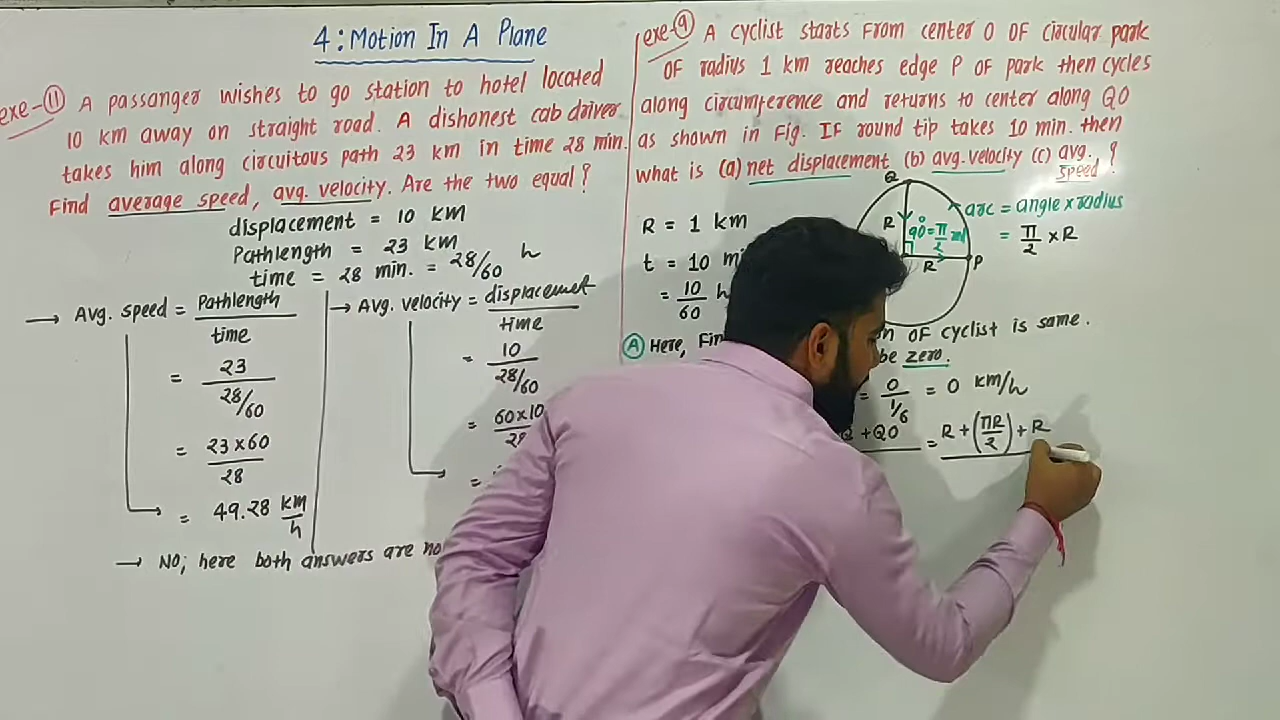 4 : Motion In A Plane
exe-⑪ A passanger wishes to go station to hotel located
10 km away on straight road. A dishonest cab driver
takes him along circuitous path 23 km in time 28 min.
Find average speed, avg. velocity. Are the two equal?
displacement = 10 KM
Pathlength = 23 KM
time = 28 min. = 28/60 h
→ Avg. speed = Pathlength
time
= 23
28/60
= 23×60
28
= 49.28 km
h
→ Avg. velocity = displacemet
time
= 10
28/60
= 60×10
28
=
→ NO; here both answers are no
exe-⑨ A cyclist starts From center O OF circular park
OF radius 1 km reaches edge P OF park then cycles
along circumference and returns to center along QO
as shown in Fig. IF round tip takes 10 min. then
what is (a) net displacement (b) avg. velocity (c) avg. speed ?
Q
R
90° = π/2
R
P
arc = angle × radius
= π/2 × R
R = 1 km
t = 10
= 10
60
Ⓐ Here,
OF cyclist is same.
be zero.
= 0
1/6
= 0 km/h
+ QO
= R + (πR/2) + R